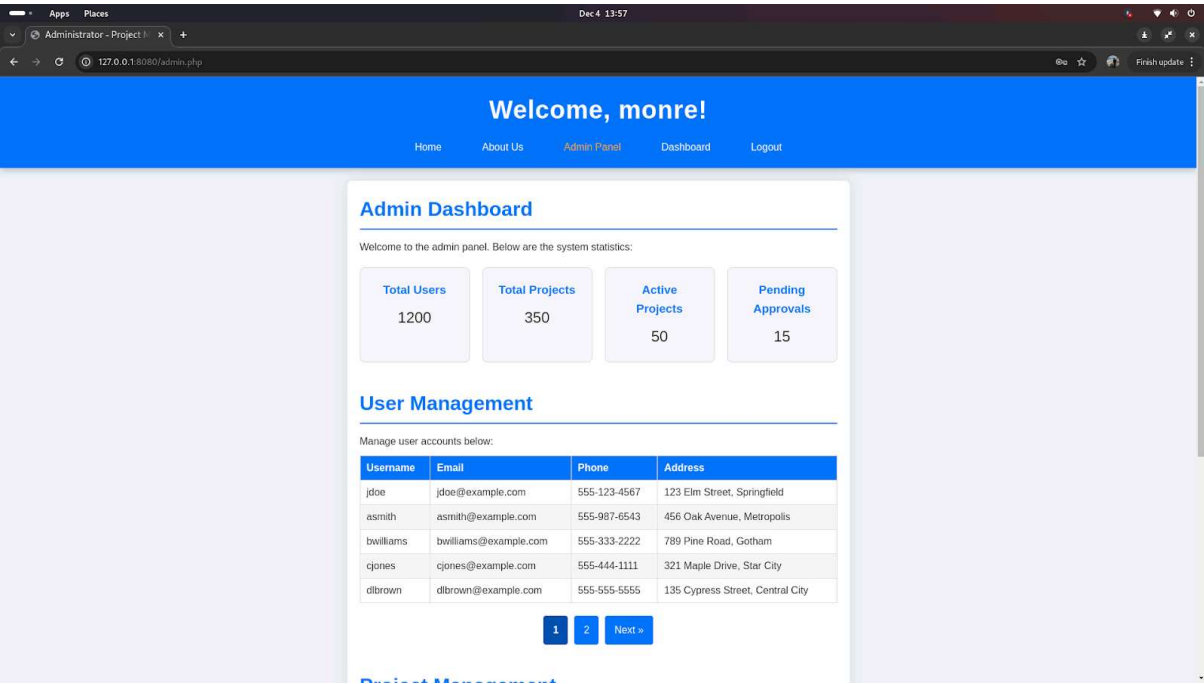 Apps Places Dec 4 13:57
Administrator - Project
127.0.0.1:8080/admin.php Finish update
Welcome, monre!
Home About Us Admin Panel Dashboard Logout
Admin Dashboard
Welcome to the admin panel. Below are the system statistics:
Total Users Total Projects Active Projects Pending Approvals
1200 350 50 15
User Management
Manage user accounts below:
Username Email Phone Address
jdoe jdoe@example.com 555-123-4567 123 Elm Street, Springfield
asmith asmith@example.com 555-987-6543 456 Oak Avenue, Metropolis
bwilliams bwilliams@example.com 555-333-2222 789 Pine Road, Gotham
cjones cjones@example.com 555-444-1111 321 Maple Drive, Star City
dlbrown dlbrown@example.com 555-555-5555 135 Cypress Street, Central City
1 2 Next »
Project Management